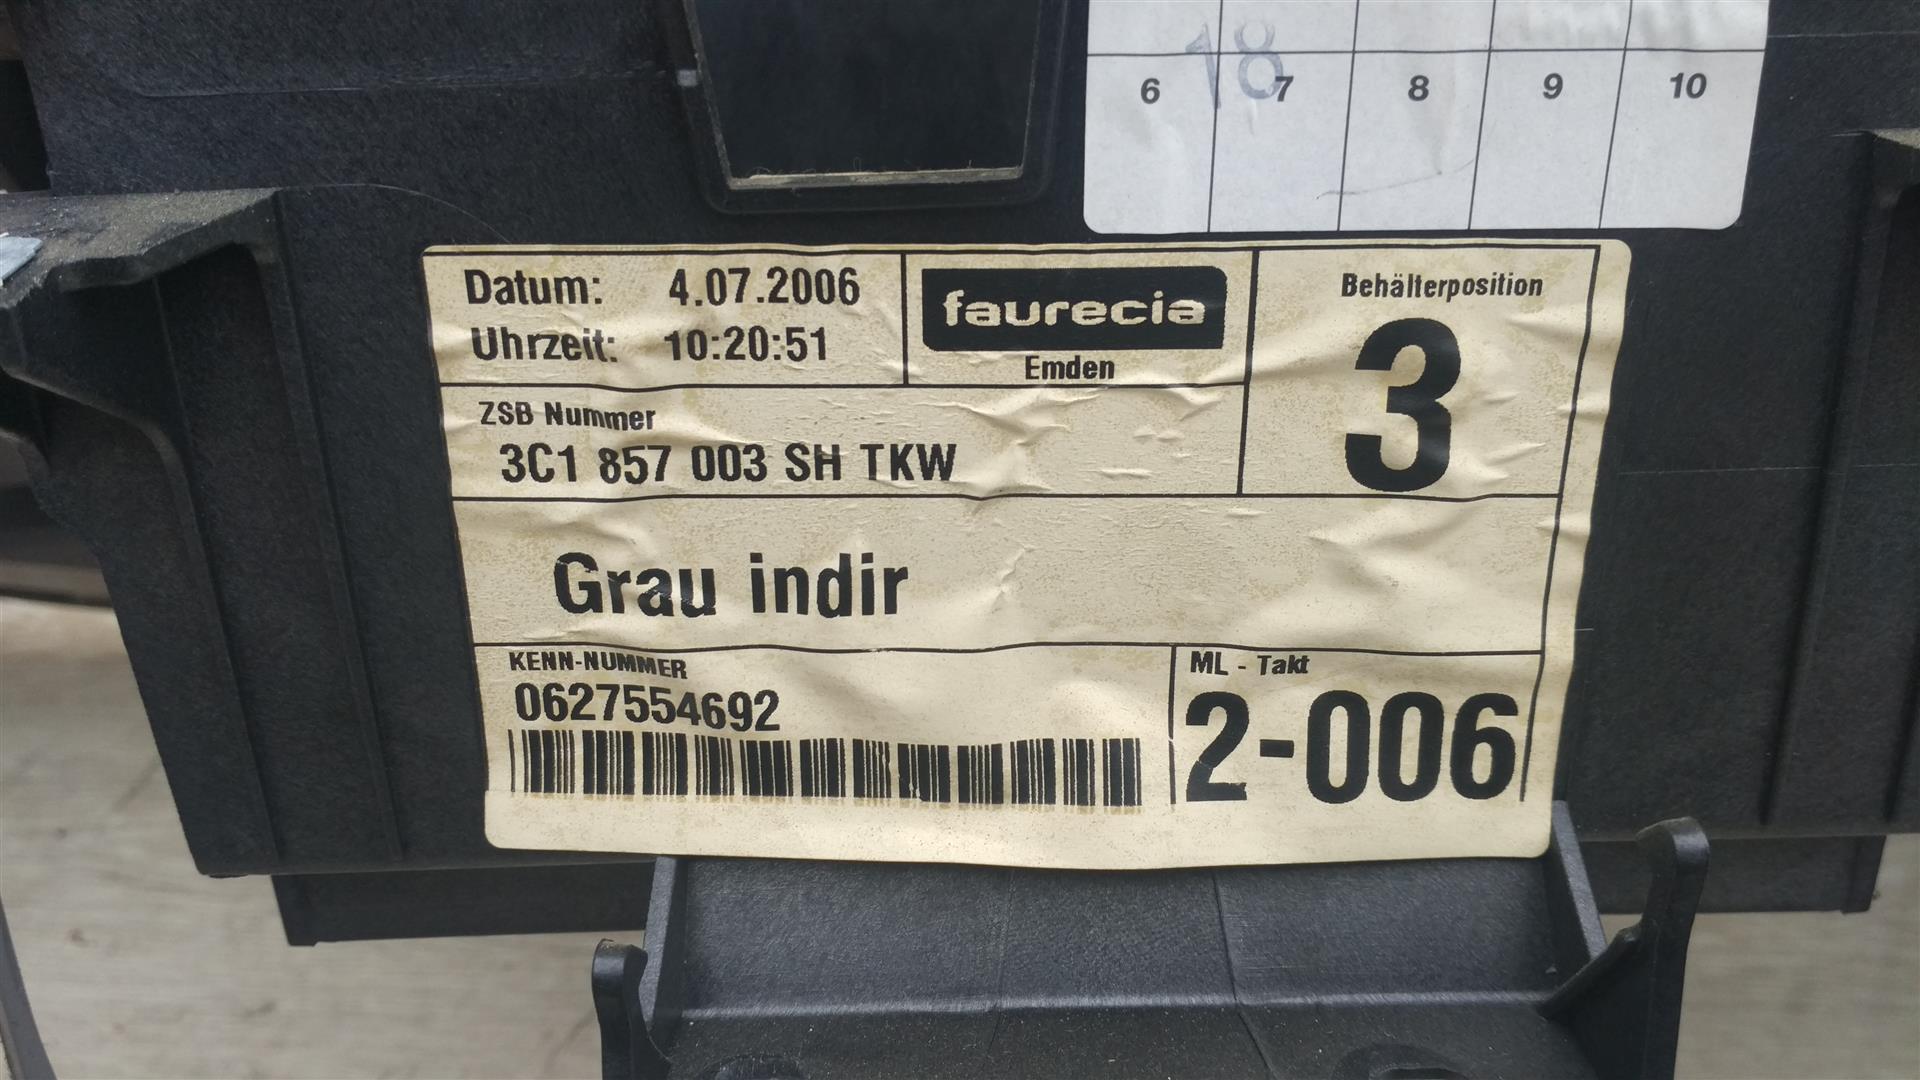 18
6 7 8 9 10
Datum: 4.07.2006
Uhrzeit: 10:20:51
faurecia
Emden
Behälterposition
3
ZSB Nummer
3C1 857 003 SH TKW
Grau indir
KENN-NUMMER
0627554692
ML - Takt
2-006